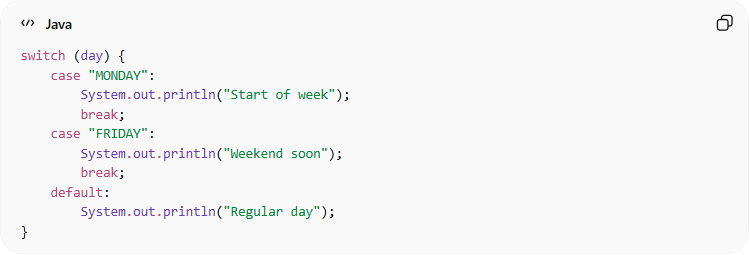 </> Java
switch (day) {
    case "MONDAY":
        System.out.println("Start of week");
        break;
    case "FRIDAY":
        System.out.println("Weekend soon");
        break;
    default:
        System.out.println("Regular day");
}